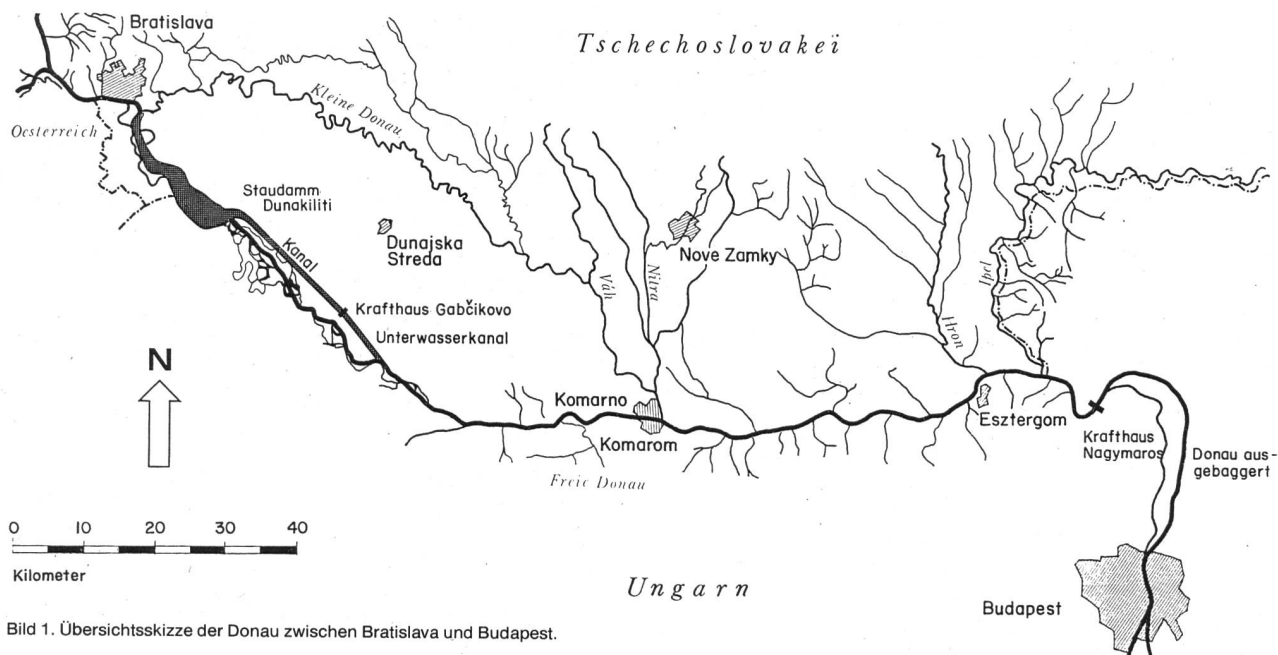 Bratislava
Tschechoslovakeï
Kleine Donau
Oesterreich
Staudamm
Dunakiliti
Kanal
Dunajska
Streda
Nove Zamky
Váh
Nitra
Hron
Ipel
Krafthaus Gabčikovo
Unterwasserkanal
N
Komarno
Komarom
Esztergom
Krafthaus
Nagymaros
Donau aus-
gebaggert
Freie Donau
0 10 20 30 40
Kilometer
Ungarn
Budapest
Bild 1. Übersichtsskizze der Donau zwischen Bratislava und Budapest.